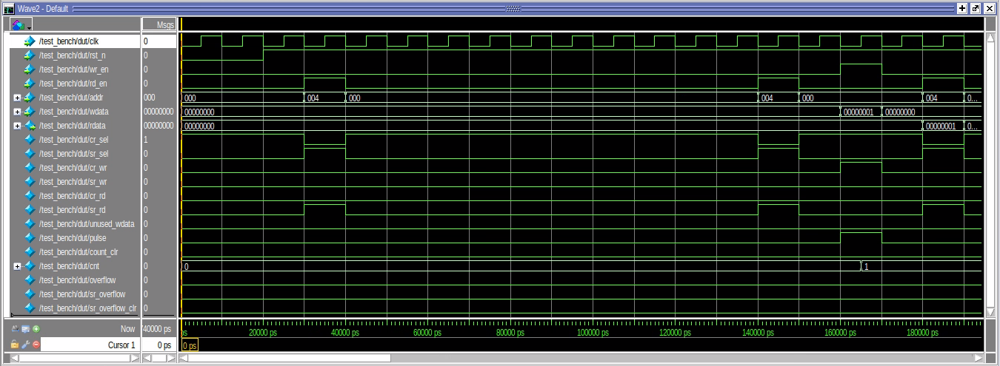 Wave2 - Default
Msgs
/test_bench/dut/clk 0
/test_bench/dut/rst_n 0
/test_bench/dut/wr_en 0
/test_bench/dut/rd_en 0
/test_bench/dut/addr 000 000 004 000 004 000 004 0...
/test_bench/dut/wdata 00000000 00000000 00000001 00000000
/test_bench/dut/rdata 00000000 00000000 00000001 0...
/test_bench/dut/cr_sel 1
/test_bench/dut/sr_sel 0
/test_bench/dut/cr_wr 0
/test_bench/dut/sr_wr 0
/test_bench/dut/cr_rd 0
/test_bench/dut/sr_rd 0
/test_bench/dut/unused_wdata 0
/test_bench/dut/pulse 0
/test_bench/dut/count_clr 0
/test_bench/dut/cnt 0 0 1
/test_bench/dut/overflow 0
/test_bench/dut/sr_overflow 0
/test_bench/dut/sr_overflow_clr 0
Now 40000 ps ps 20000 ps 40000 ps 60000 ps 80000 ps 100000 ps 120000 ps 140000 ps 160000 ps 180000 ps
Cursor 1 0 ps 0 ps